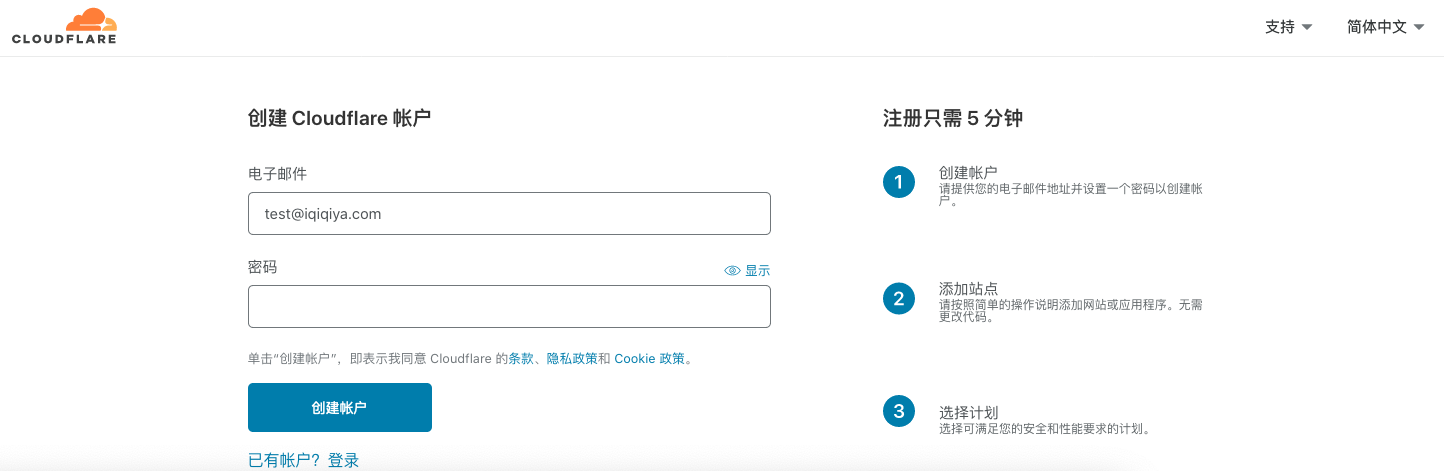 CLOUDFLARE
支持
简体中文
创建 Cloudflare 帐户
电子邮件
test@iqiqiya.com
密码
显示
单击“创建帐户”，即表示我同意 Cloudflare 的条款、隐私政策和 Cookie 政策。
创建帐户
已有帐户？登录
注册只需 5 分钟
1
创建帐户
请提供您的电子邮件地址并设置一个密码以创建帐
户。
2
添加站点
请按照简单的操作说明添加网站或应用程序。无需
更改代码。
3
选择计划
选择可满足您的安全和性能要求的计划。